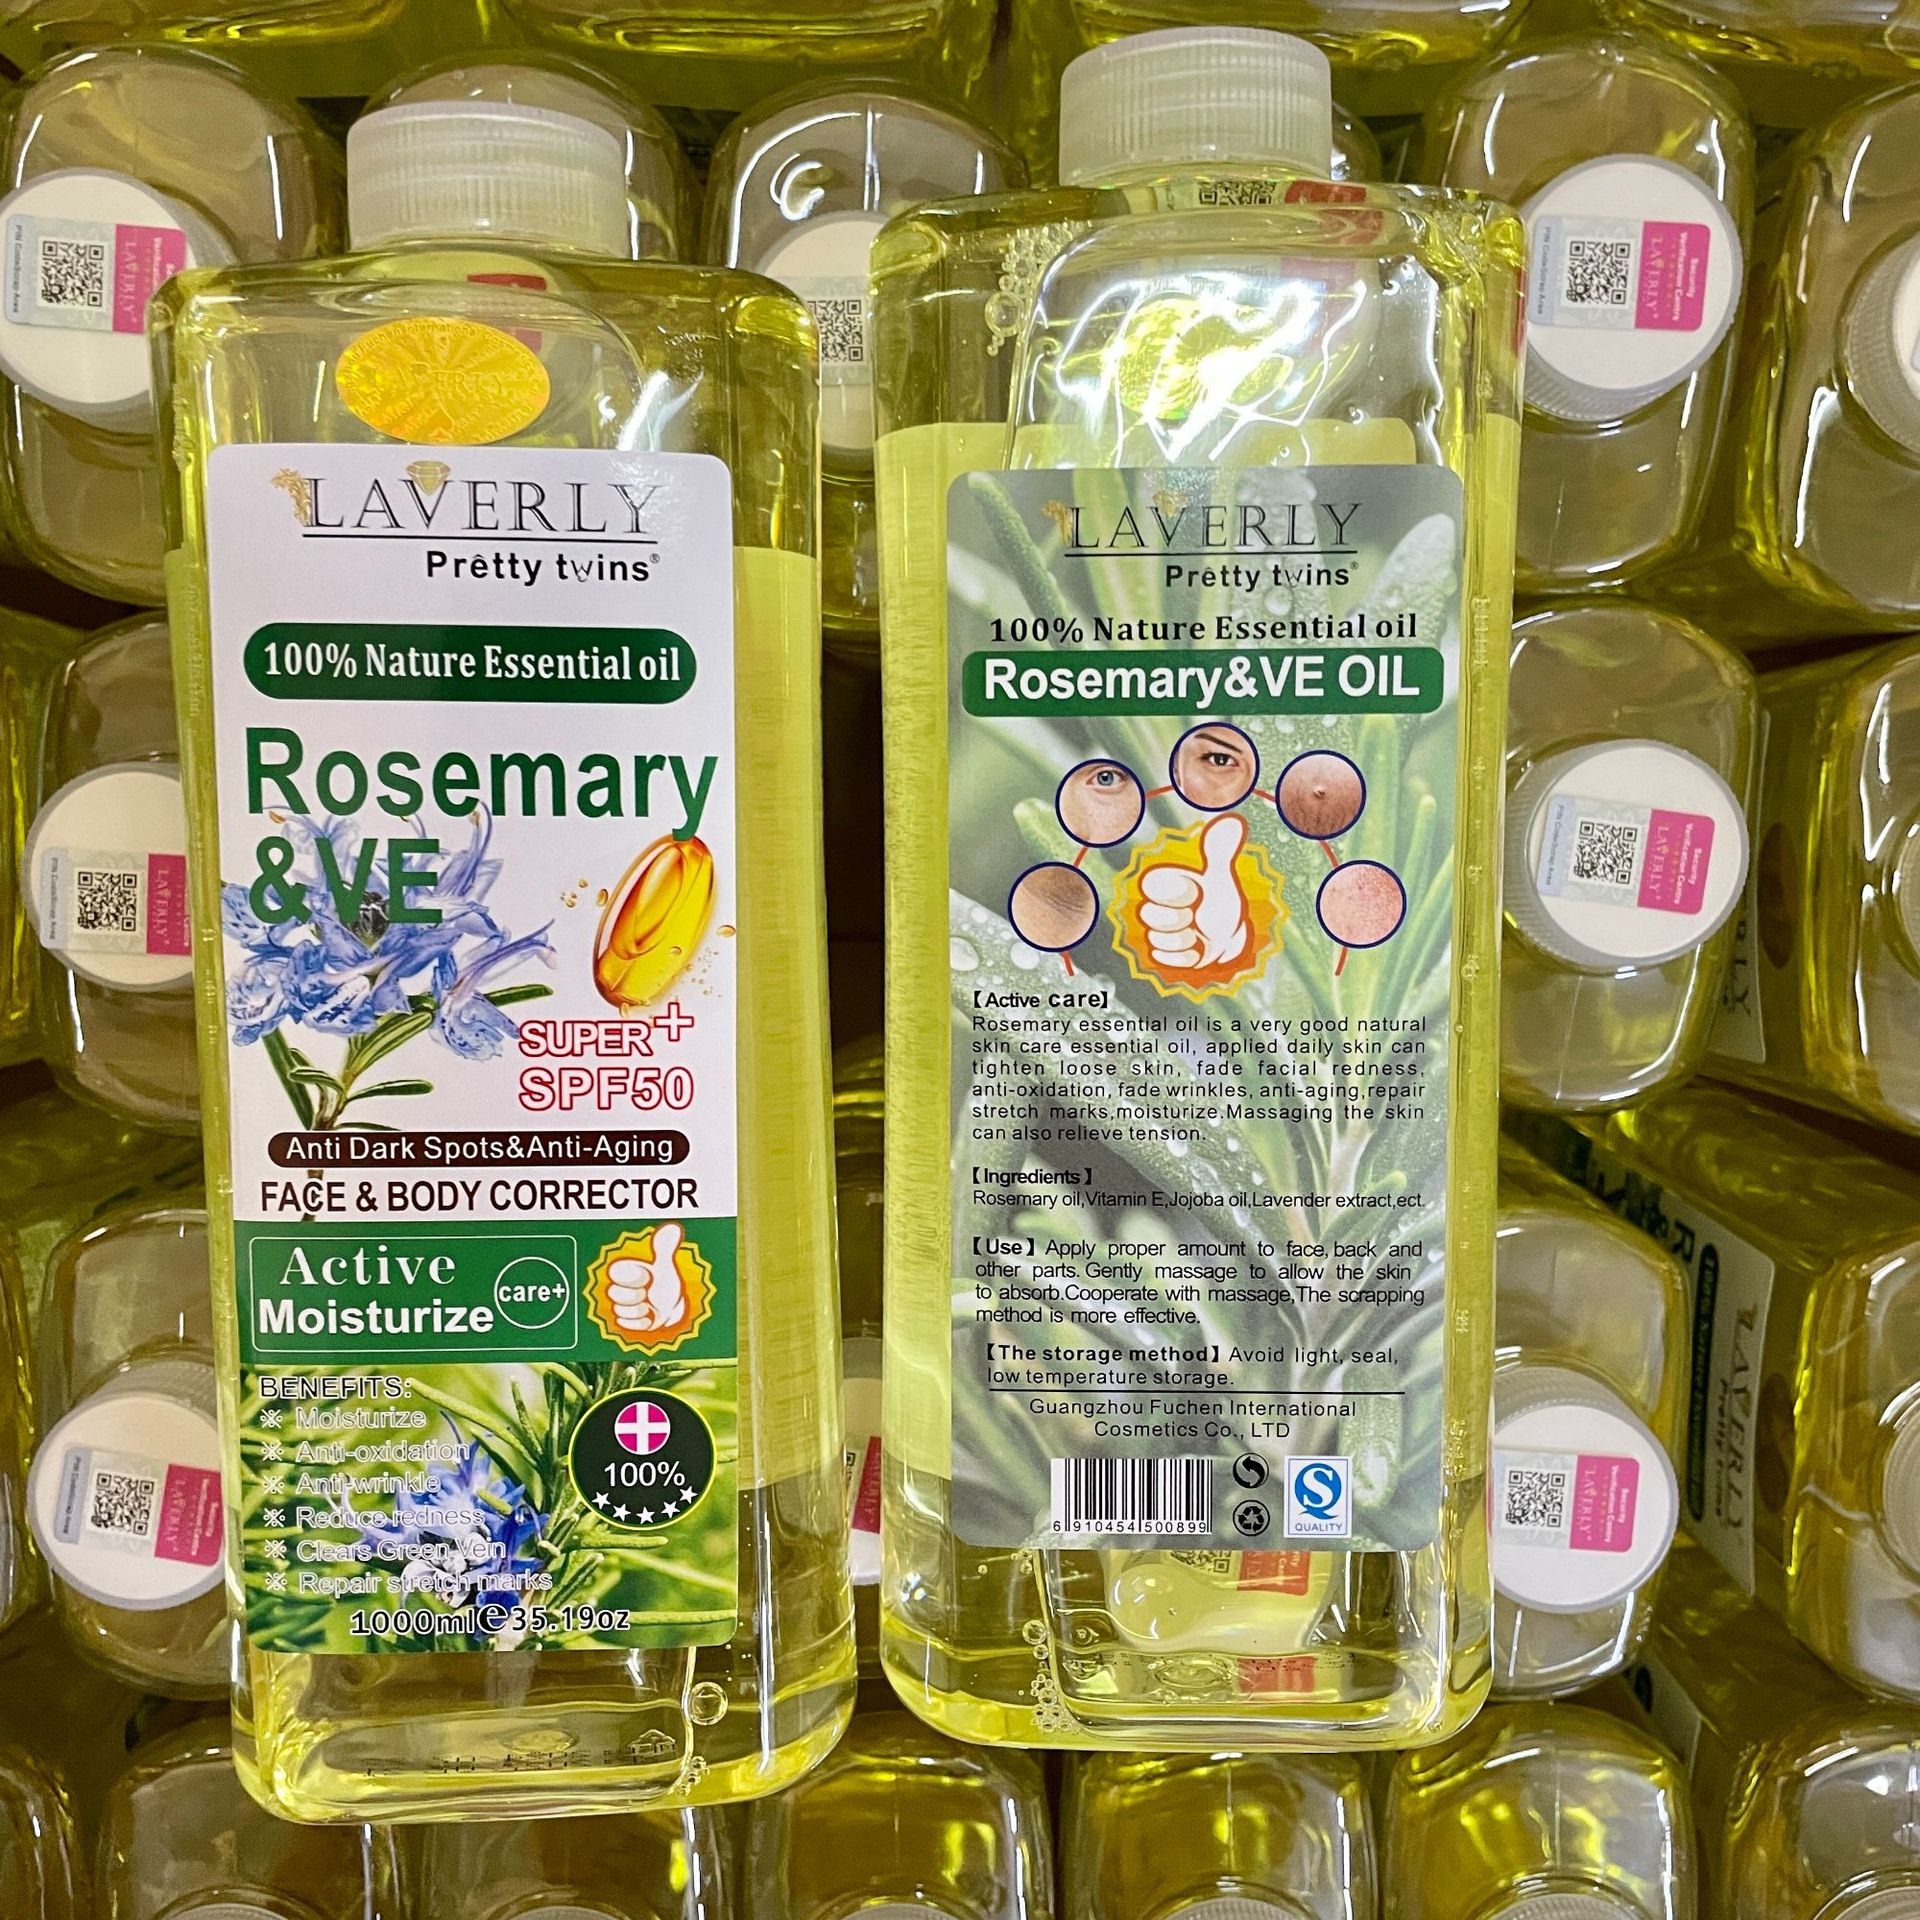 LAVERLY
Prêtty twins®
100% Nature Essential oil
Rosemary
&VE
SUPER+
SPF50
Anti Dark Spots&Anti-Aging
FACE & BODY CORRECTOR
Active
Moisturize
care+
BENEFITS:
※ Moisturize
※ Anti-oxidation
※ Anti-wrinkle
※ Reduce redness
※ Clears Green Vein
※ Repair stretch marks
100%
1000ml℮35.19oz
LAVERLY
Prêtty twins®
100% Nature Essential oil
Rosemary&VE OIL
【Active care】
Rosemary essential oil is a very good natural
skin care essential oil, applied daily skin can
tighten loose skin, fade facial redness,
anti-oxidation, fade wrinkles, anti-aging,repair
stretch marks,moisturize.Massaging the skin
can also relieve tension.
【Ingredients】
Rosemary oil,Vitamin E,Jojoba oil,Lavender extract,ect.
【Use】Apply proper amount to face, back and
other parts. Gently massage to allow the skin
to absorb.Cooperate with massage,The scrapping
method is more effective.
【The storage method】Avoid light, seal,
low temperature storage.
Guangzhou Fuchen International
Cosmetics Co., LTD
6 910454 500899
QUALITY
Security
Verification Centre
LAVERLY